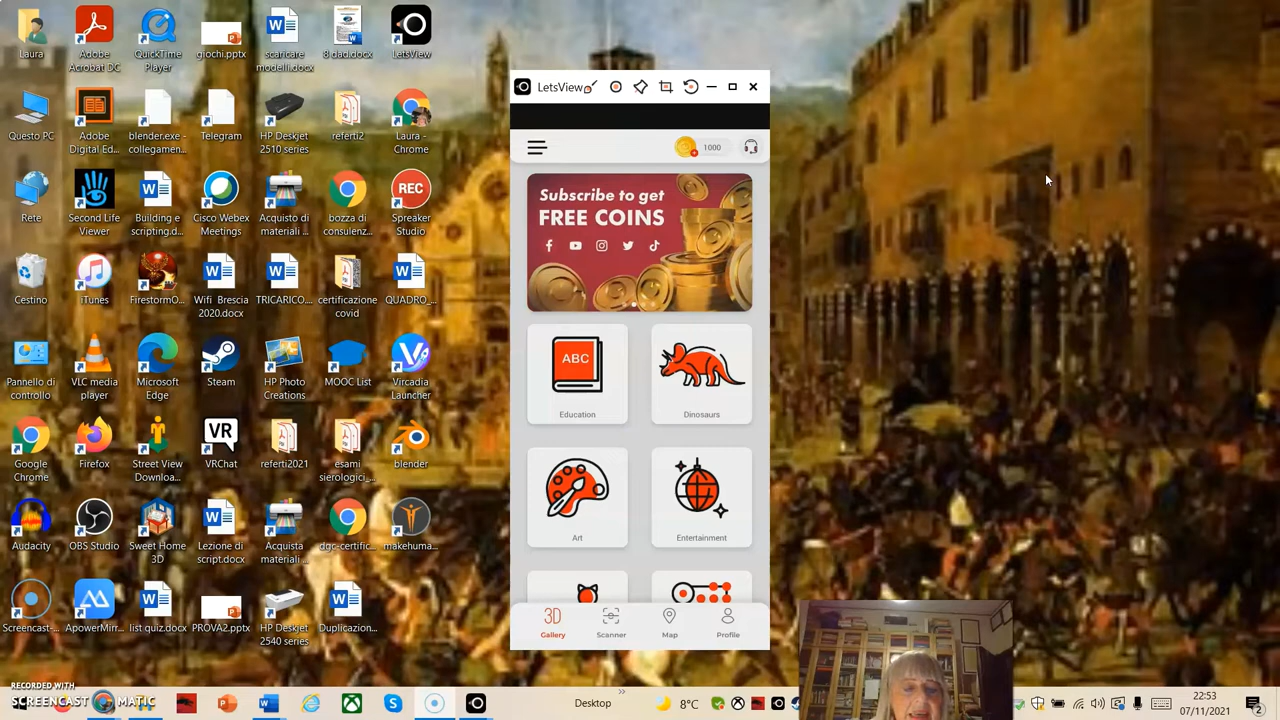 Laura
Adobe
Acrobat DC
QuickTime
Player
giochi.pptx
scaricare
modelli.docx
8 dad.docx
LetsView
Questo PC
Adobe
Digital Ed...
blender.exe -
collegamen...
Telegram
HP Deskjet
2510 series
referti2
Laura -
Chrome
Rete
Second Life
Viewer
Building e
scripting.d...
Cisco Webex
Meetings
Acquisto di
materiali ...
bozza di
consulenz...
REC
Spreaker
Studio
Cestino
iTunes
FirestormO...
Wifi Brescia
2020.docx
TRICARICO....
certificazione
covid
QUADRO_...
Pannello di
controllo
VLC media
player
Microsoft
Edge
Steam
HP Photo
Creations
MOOC List
Vircadia
Launcher
Google
Chrome
Firefox
Street View
Downloa...
VR
VRChat
referti2021
esami
sierologici_...
blender
Audacity
OBS Studio
Sweet Home
3D
Lezione di
script.docx
Acquista
materiali ...
dgc-certific...
makehuma...
Screencast-...
ApowerMirr...
list quiz.docx
PROVA2.pptx
HP Deskjet
2540 series
Duplicazion...
LetsView
1000
Subscribe to get
FREE COINS
ABC
Education
Dinosaurs
Art
Entertainment
3D
Gallery
Scanner
Map
Profile
RECORDED WITH
SCREENCAST MATIC
Desktop
8°C
22:53
07/11/2021
2